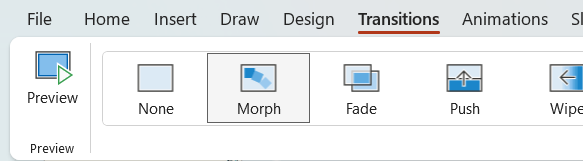 File Home Insert Draw Design Transitions Animations
Preview None Morph Fade Push Wipe
Preview